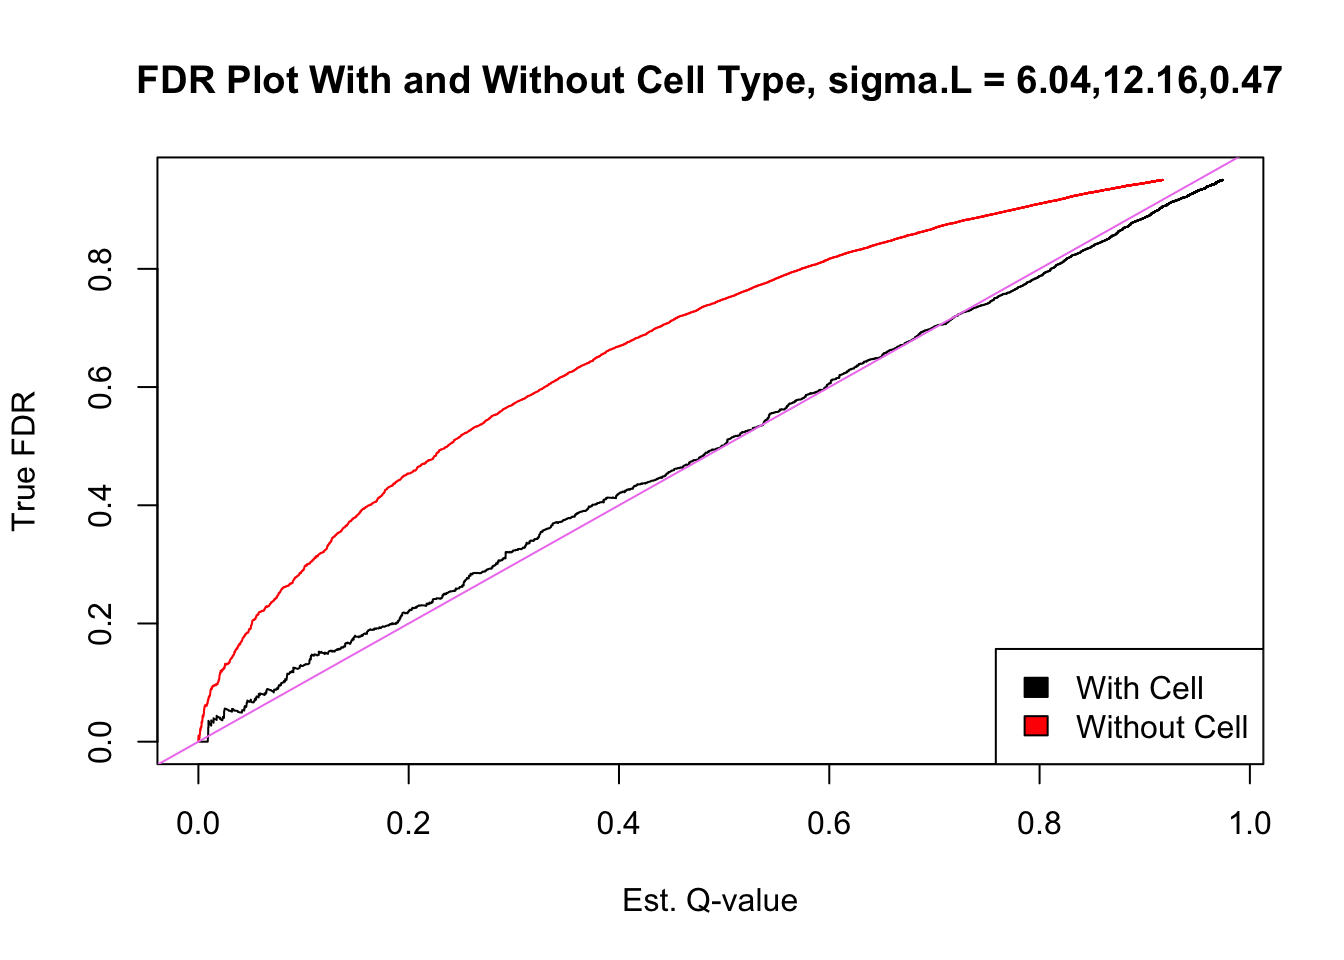 FDR Plot With and Without Cell Type, sigma.L = 6.04,12.16,0.47
True FDR
0.8
0.6
0.4
0.2
0.0
With Cell
Without Cell
0.0 0.2 0.4 0.6 0.8 1.0
Est. Q-value